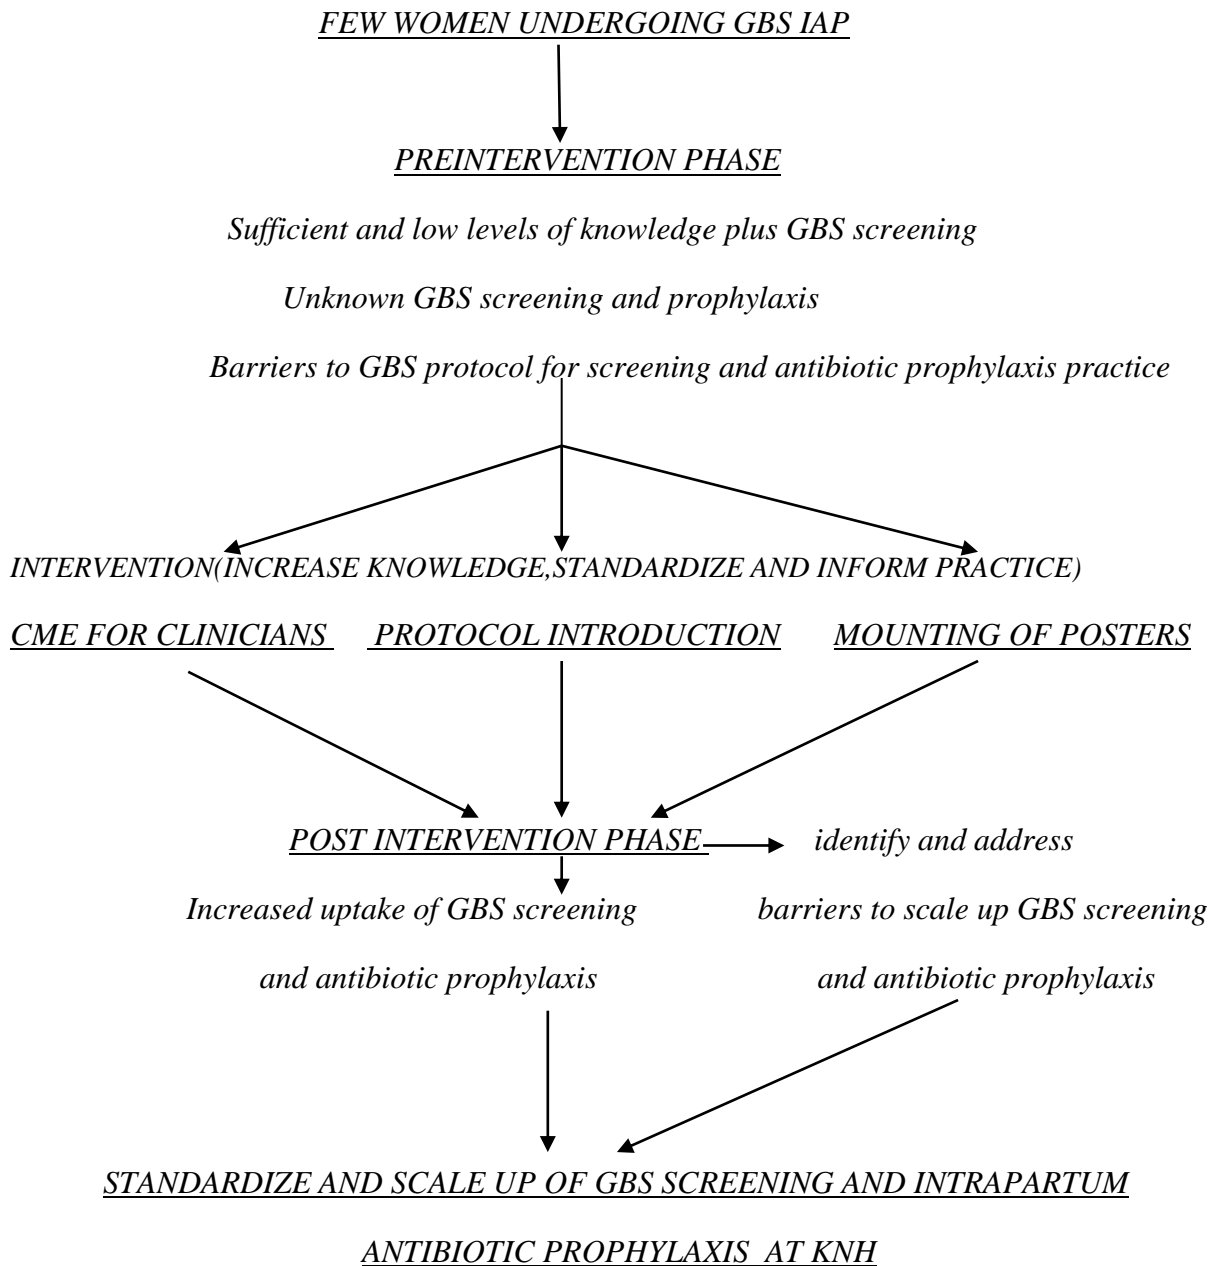 FEW WOMEN UNDERGOING GBS IAP
PREINTERVENTION PHASE
Sufficient and low levels of knowledge plus GBS screening
Unknown GBS screening and prophylaxis
Barriers to GBS protocol for screening and antibiotic prophylaxis practice
INTERVENTION(INCREASE KNOWLEDGE,STANDARDIZE AND INFORM PRACTICE)
CME FOR CLINICIANS PROTOCOL INTRODUCTION MOUNTING OF POSTERS
POST INTERVENTION PHASE identify and address
Increased uptake of GBS screening barriers to scale up GBS screening
and antibiotic prophylaxis and antibiotic prophylaxis
STANDARDIZE AND SCALE UP OF GBS SCREENING AND INTRAPARTUM
ANTIBIOTIC PROPHYLAXIS AT KNH